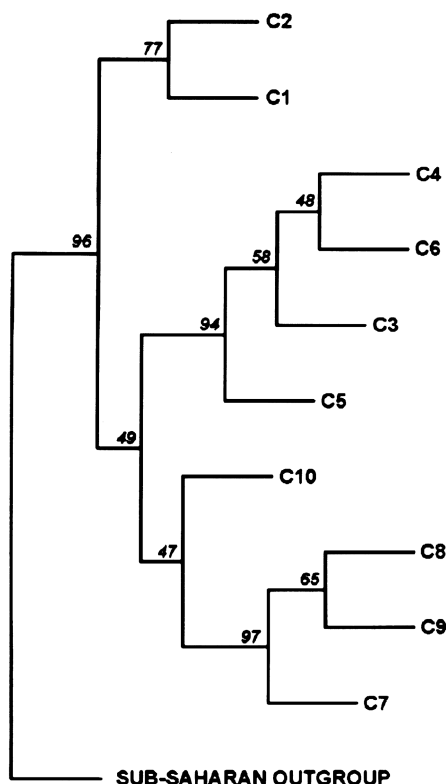 C2
77
C1
C4
48
96
C6
58
94
C3
C5
49
C10
47
C8
65
97
C9
C7
SUB-SAHARAN OUTGROUP